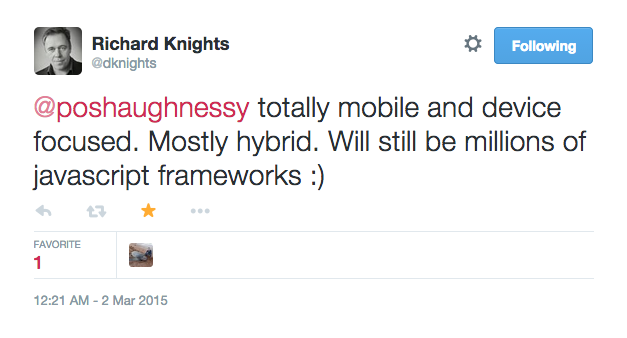 Richard Knights
@dknights
Following
@poshaughnessy totally mobile and device
focused. Mostly hybrid. Will still be millions of
javascript frameworks :)
FAVORITE
1
12:21 AM - 2 Mar 2015